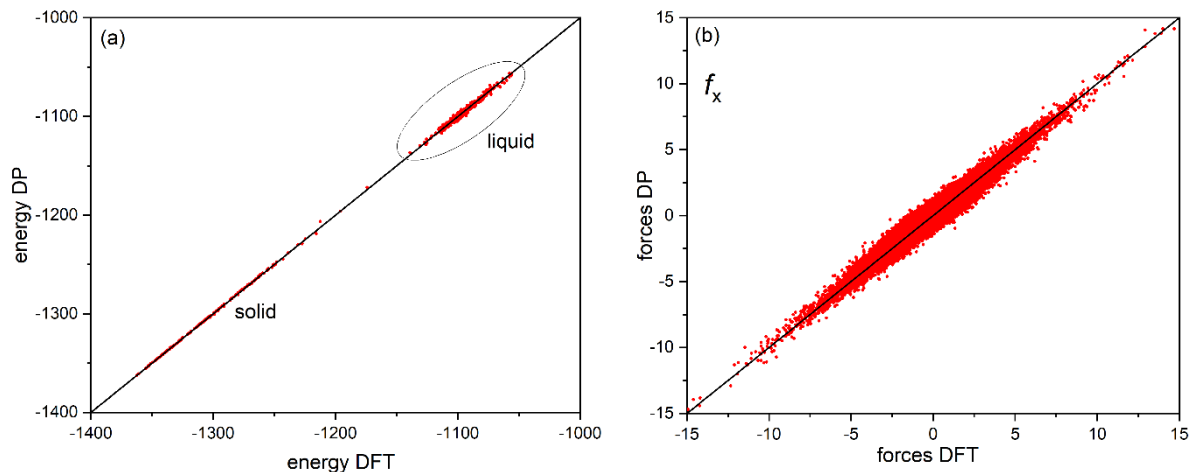 (a)
-1000
-1100
-1200
-1300
-1400
energy DP
liquid
solid
-1400 -1300 -1200 -1100 -1000
energy DFT
(b)
fx
15
10
5
0
-5
-10
-15
forces DP
-15 -10 -5 0 5 10 15
forces DFT